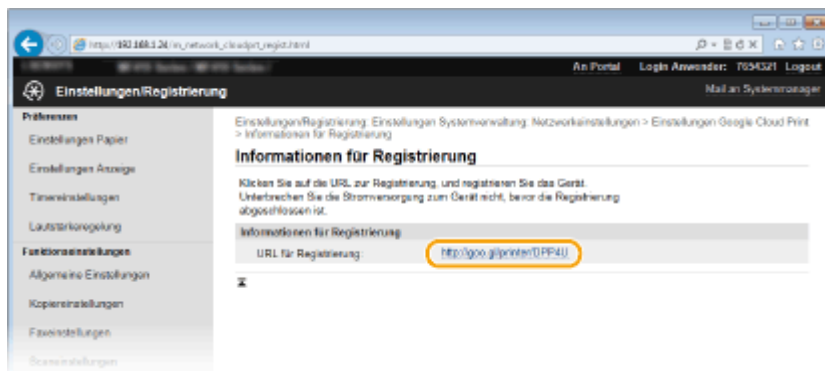 http://192.168.1.24/m_network_cloudprt_regist.html
An Portal Login Anwender: 7654321 Logout
Einstellungen/Registrierung
Mail an Systemmanager
Präferenzen
Einstellungen Papier
Einstellungen Anzeige
Timereinstellungen
Lautstärkeregelung
Funktionseinstellungen
Allgemeine Einstellungen
Kopiereinstellungen
Faxeinstellungen
Scaneinstellungen
Einstellungen/Registrierung: Einstellungen Systemverwaltung: Netzwerkeinstellungen > Einstellungen Google Cloud Print
> Informationen für Registrierung
Informationen für Registrierung
Klicken Sie auf die URL zur Registrierung, und registrieren Sie das Gerät.
Unterbrechen Sie die Stromversorgung zum Gerät nicht, bevor die Registrierung
abgeschlossen ist.
Informationen für Registrierung
URL für Registrierung: http://goo.gl/printer/DPP4U